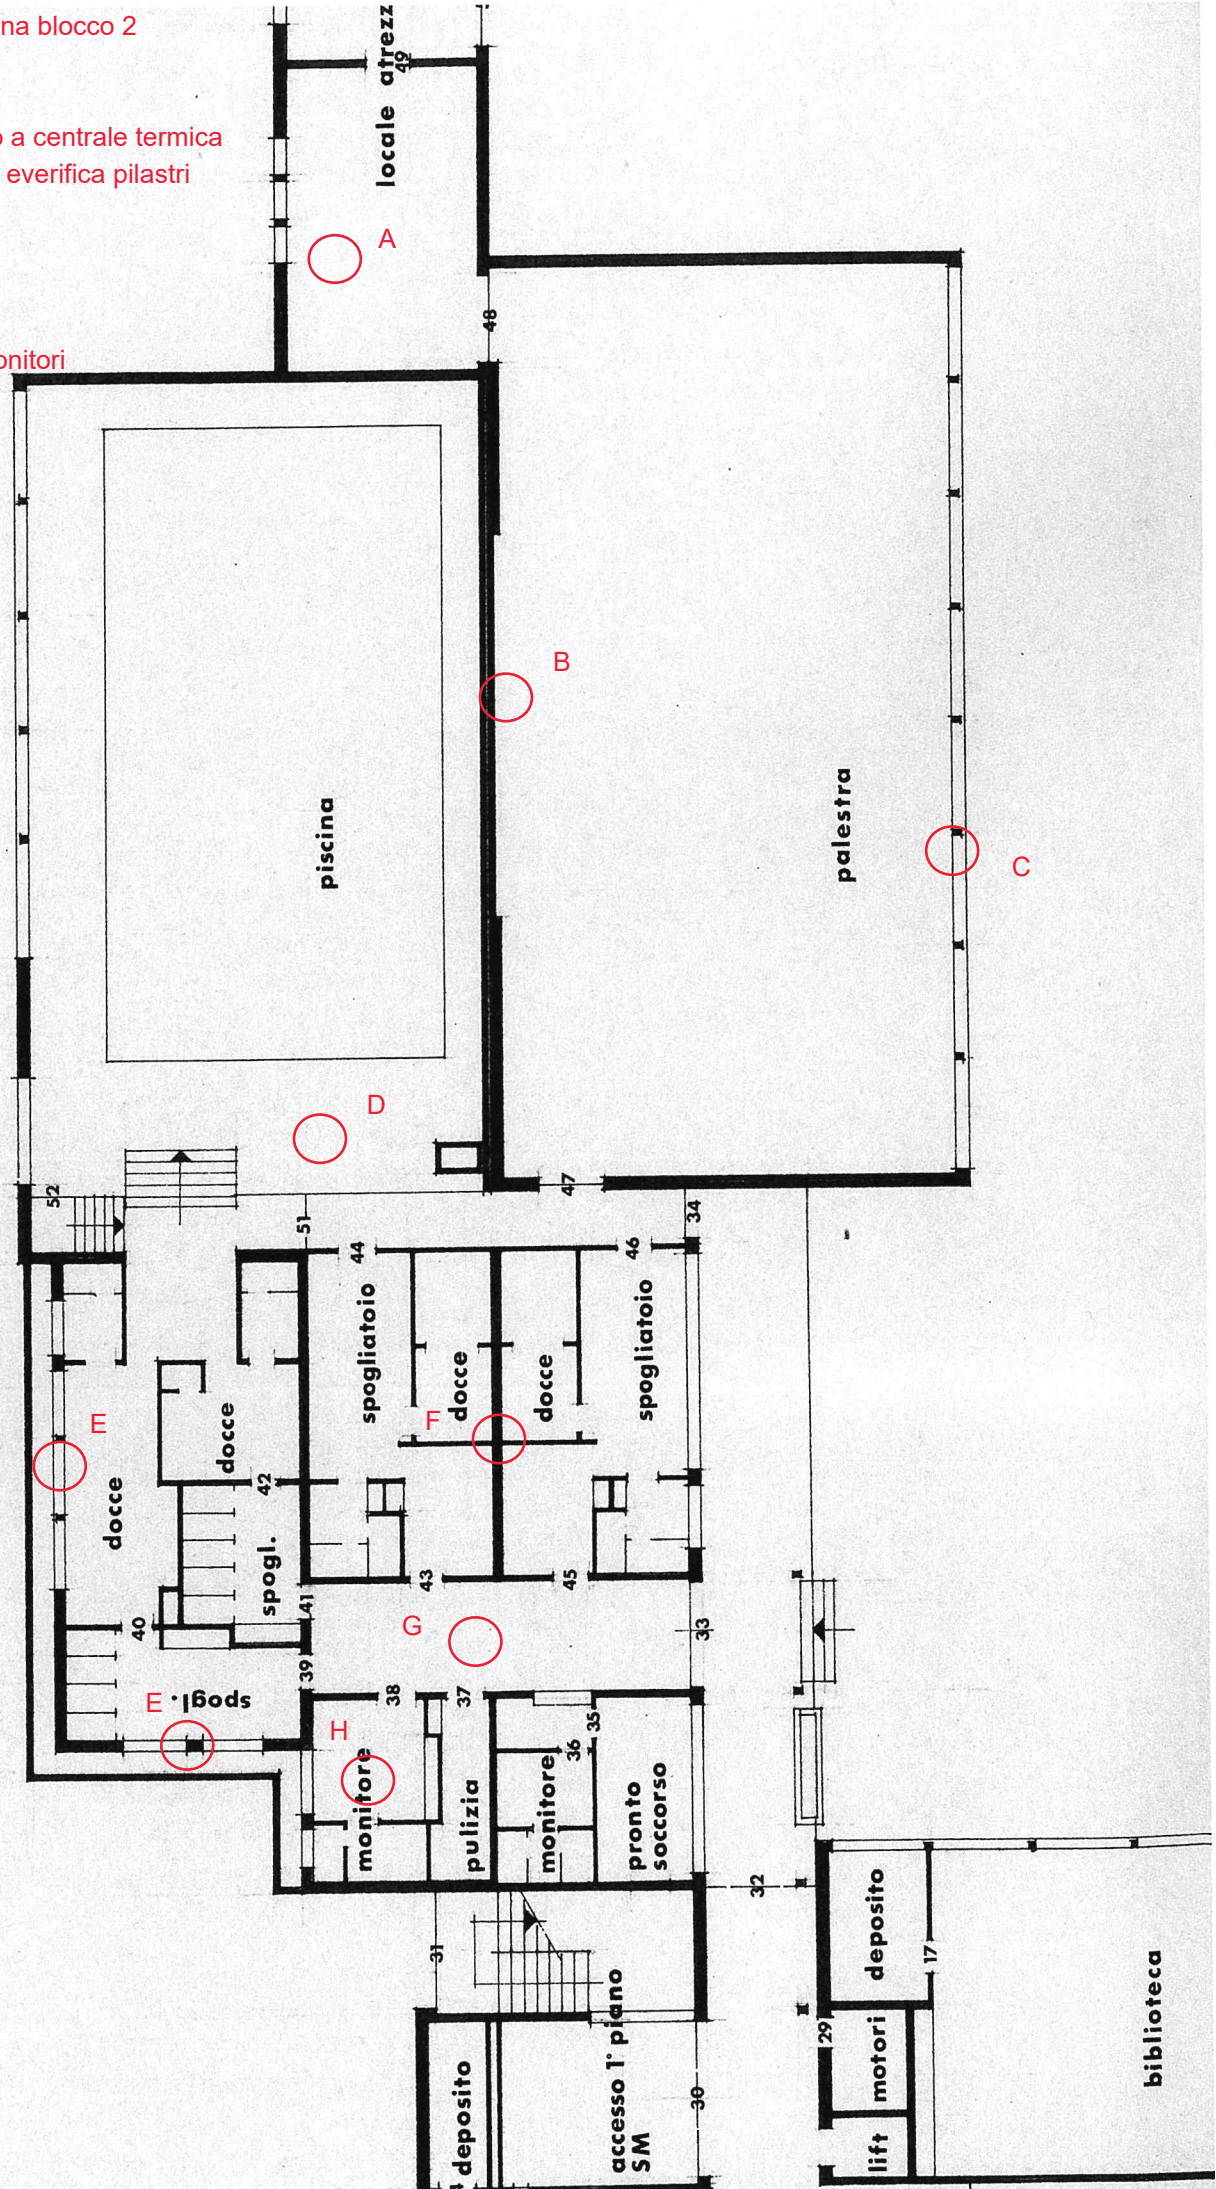 na blocco 2
a centrale termica
everifica pilastri
onitori
locale atrezz
49
A
48
B
piscina
palestra
C
D
52
51
47
34
44
46
spogliatoio
docce
docce
spogliatoio
E
docce
docce
42
F
spogl.
43
45
41
40
39
G
33
E
spogl.
38
37
H
35
36
monitore
pulizia
monitore
pronto
soccorso
32
31
deposito
17
29
motori
biblioteca
deposito
accesso 1° piano
SM
30
lift